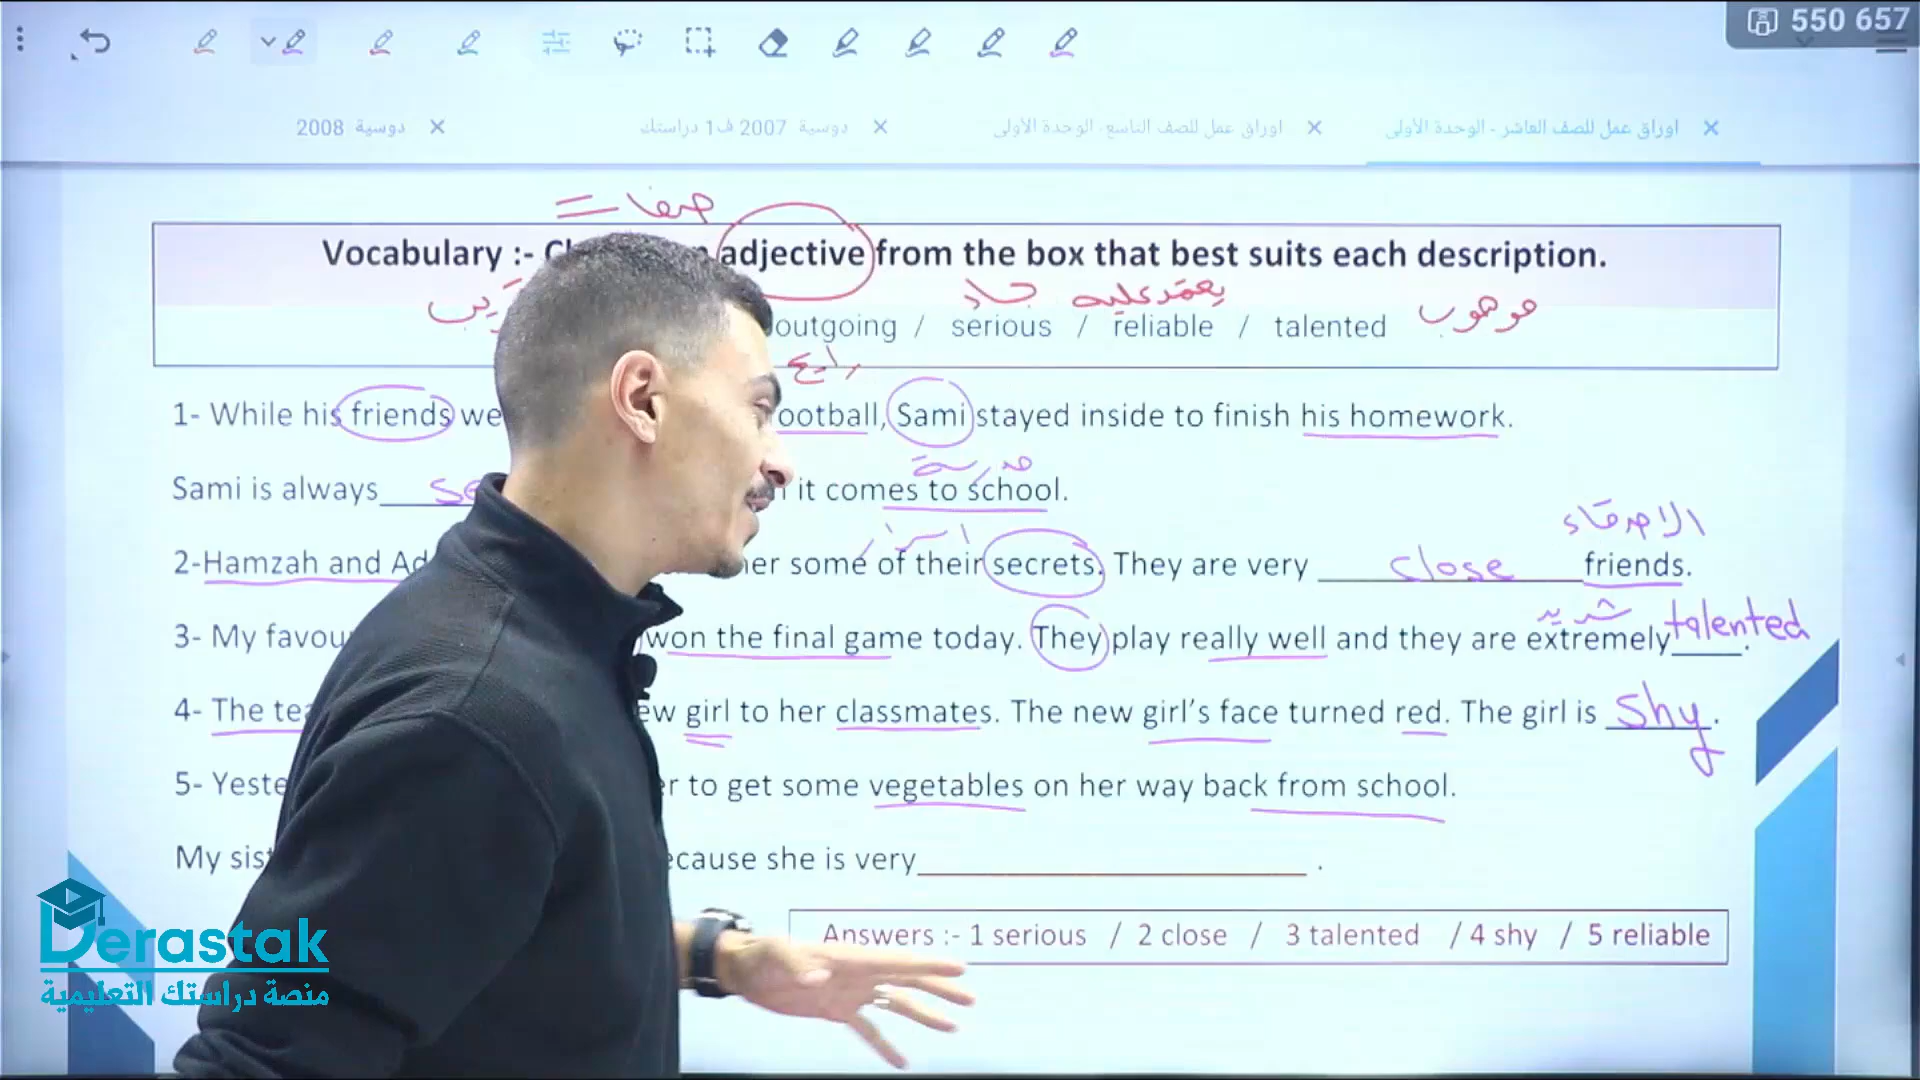 550 657
دوسية 2008
دوسية 2007 ف1 دراستك
اوراق عمل للصف التاسع- الوحدة الأولى
اوراق عمل للصف العاشر - الوحدة الأولى
Vocabulary :- adjective from the box that best suits each description.
يعتمد عليه جاد
outgoing / serious / reliable / talented موهوب
رايع
1- While his friends we ootball, Sami stayed inside to finish his homework.
مدرسة
Sami is always se it comes to school.
اسرار الاصدقاء
2-Hamzah and Ad her some of their secrets. They are very close friends.
شديد
3- My favou won the final game today. They play really well and they are extremely talented.
4- The tea ew girl to her classmates. The new girl's face turned red. The girl is shy.
5- Yeste r to get some vegetables on her way back from school.
My sist ecause she is very .
Answers :- 1 serious / 2 close / 3 talented / 4 shy / 5 reliable
Derastak
منصة دراستك التعليمية